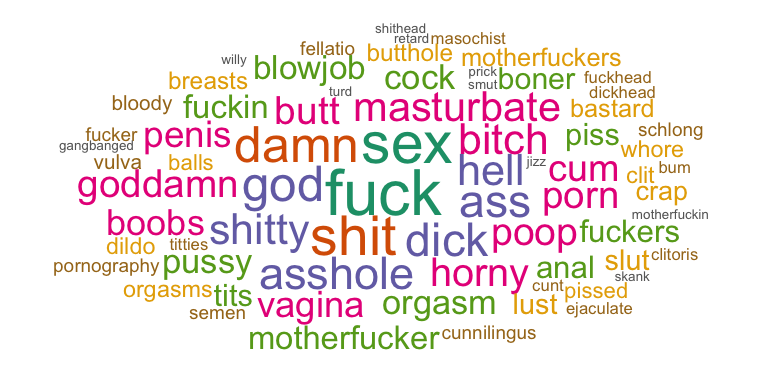 shithead
retard masochist
fellatio butthole motherfuckers
willy blowjob cock prick boner fuckhead
breasts turd smut dickhead
bloody fuckin butt masturbate bastard
fucker penis damn sex bitch piss schlong
gangbanged whore
vulva balls hell jizz cum clit bum
goddamn god fuck ass porn crap
boobs shitty shit dick poop fuckers motherfuckin
dildo titties
pornography pussy asshole horny anal slut clitoris
orgasms tits vagina orgasm lust cunt pissed skank
semen ejaculate
motherfucker cunnilingus